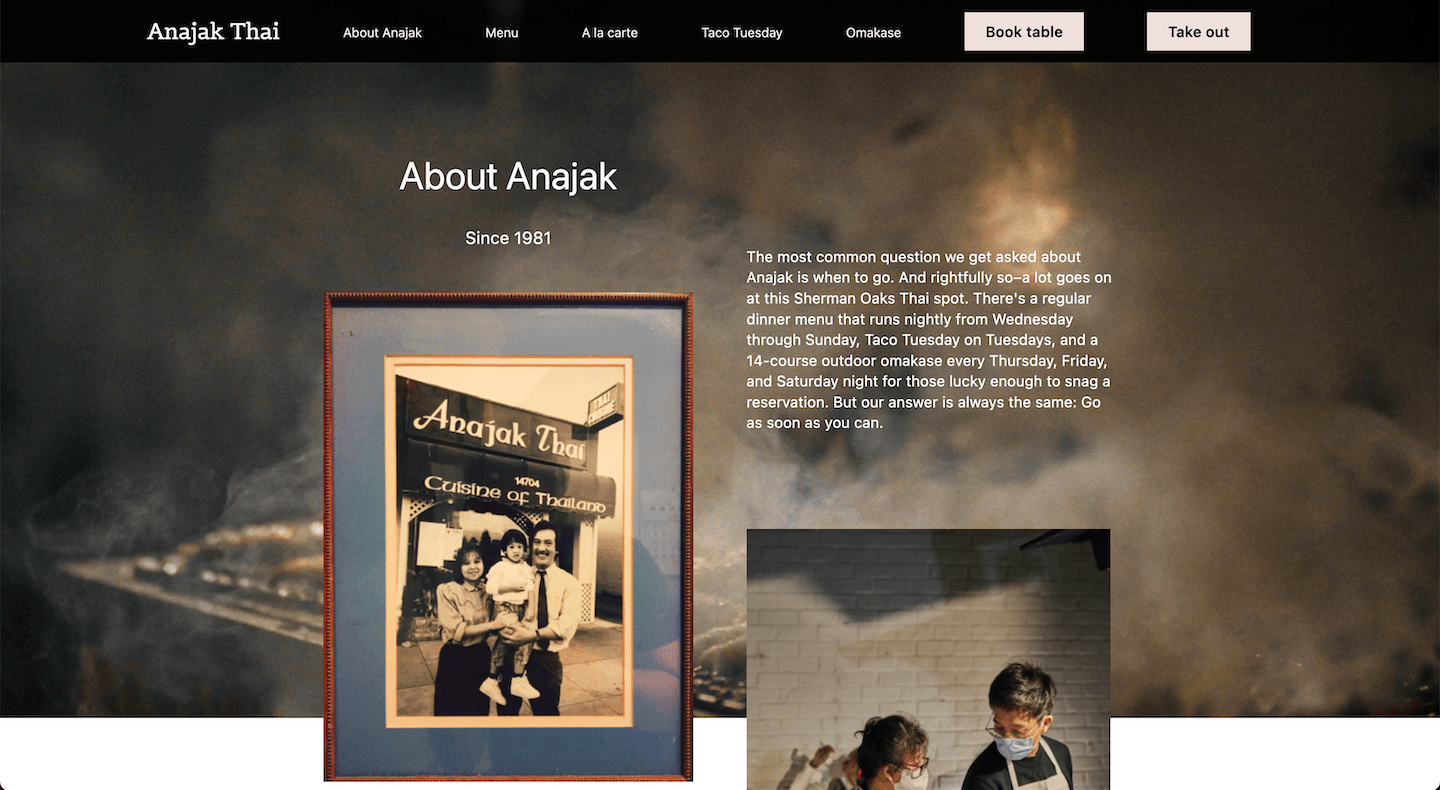 Anajak Thai
About Anajak
Menu
A la carte
Taco Tuesday
Omakase
Book table
Take out
About Anajak
Since 1981
Anajak Thai
THAI
CUISINE
14704
Cuisine of Thailand
The most common question we get asked about
Anajak is when to go. And rightfully so–a lot goes on
at this Sherman Oaks Thai spot. There's a regular
dinner menu that runs nightly from Wednesday
through Sunday, Taco Tuesday on Tuesdays, and a
14-course outdoor omakase every Thursday, Friday,
and Saturday night for those lucky enough to snag a
reservation. But our answer is always the same: Go
as soon as you can.